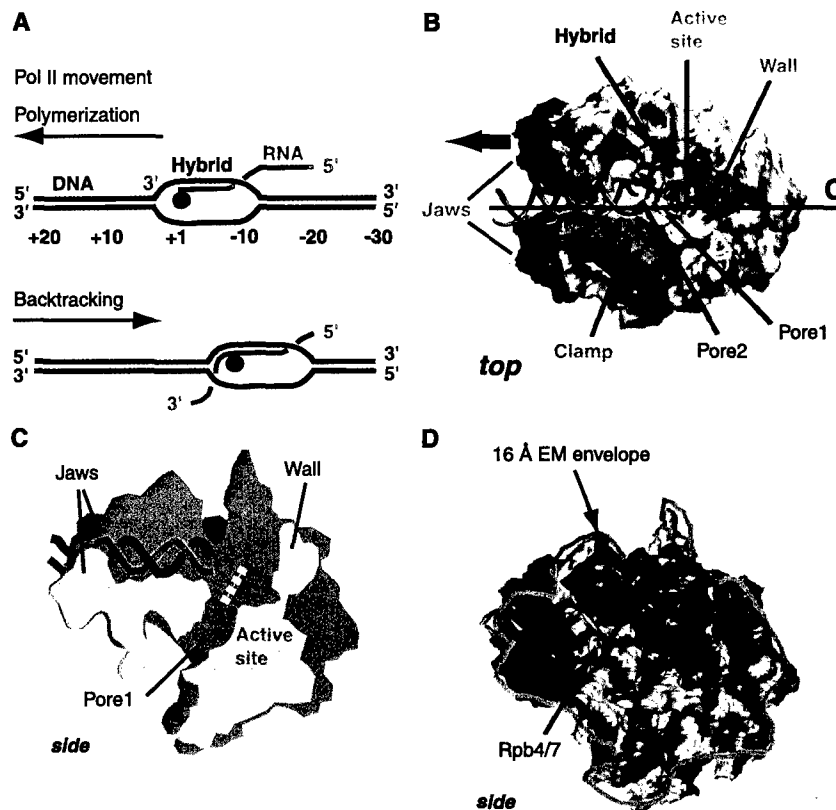 A
Pol II movement
Polymerization
Hybrid
RNA
5'
DNA
3'
5'
3'
3'
5'
+20 +10 +1 -10 -20 -30
Backtracking
5'
5'
3'
3'
5'
3'
B
Hybrid
Active
site
Wall
C
Jaws
Clamp
Pore2
Pore1
top
C
Jaws
Wall
Active
site
Pore1
side
D
16 Å EM envelope
Rpb4/7
side